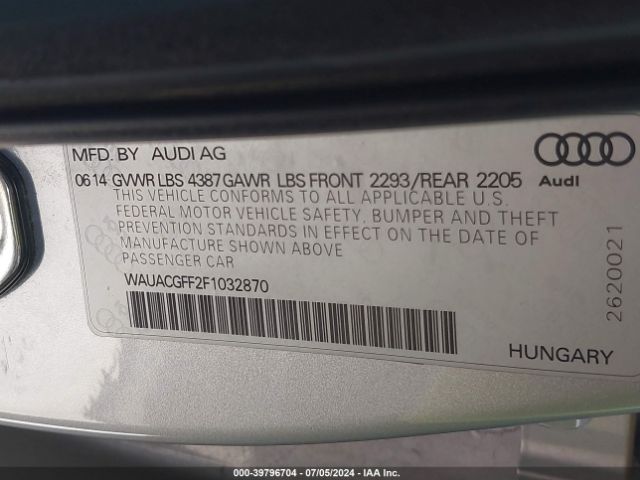 MFD. BY AUDI AG
0614 GVWR LBS 4387 GAWR LBS FRONT 2293/REAR 2205
Audi
THIS VEHICLE CONFORMS TO ALL APPLICABLE U.S.
FEDERAL MOTOR VEHICLE SAFETY, BUMPER AND THEFT
PREVENTION STANDARDS IN EFFECT ON THE DATE OF
MANUFACTURE SHOWN ABOVE
PASSENGER CAR
WAUACGFF2F1032870
2620021
HUNGARY
000-39796704 / 07/05/2024 - IAAI.com®